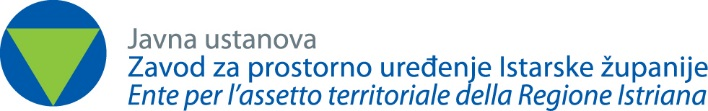 Javna ustanova
Zavod za prostorno uređenje Istarske županije
Ente per l'assetto territoriale della Regione Istriana